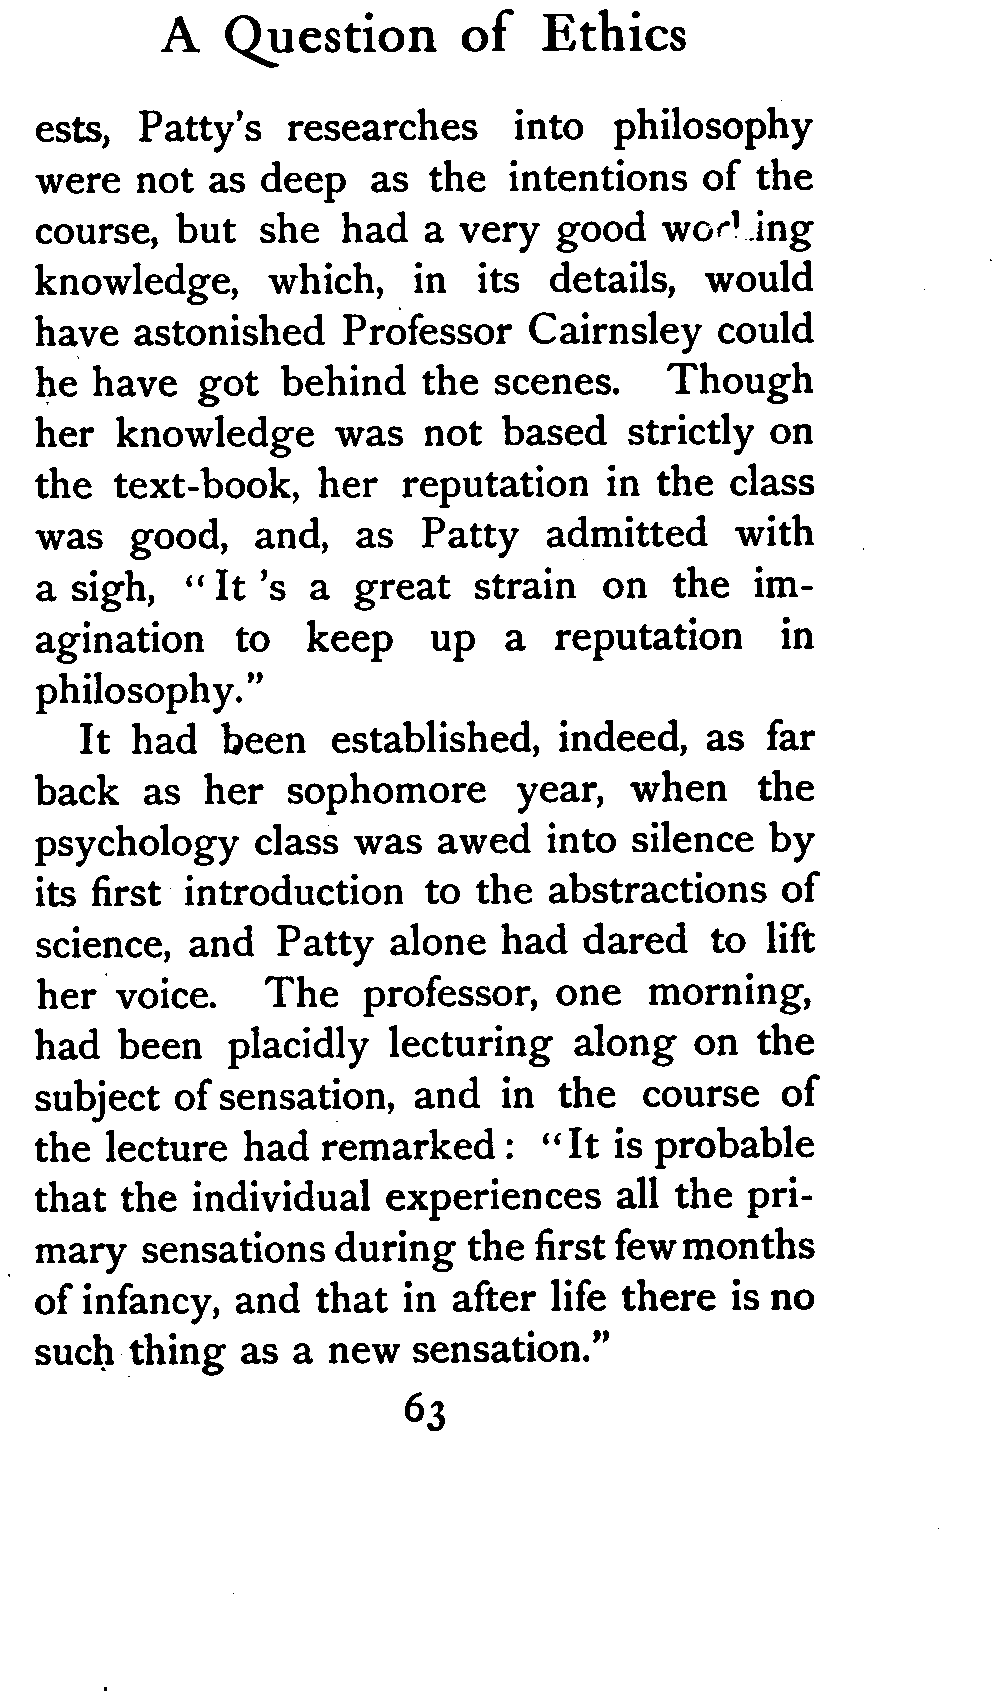 A Question of Ethics
ests, Patty's researches into philosophy
were not as deep as the intentions of the
course, but she had a very good working
knowledge, which, in its details, would
have astonished Professor Cairnsley could
he have got behind the scenes. Though
her knowledge was not based strictly on
the text-book, her reputation in the class
was good, and, as Patty admitted with
a sigh, "It 's a great strain on the im-
agination to keep up a reputation in
philosophy."
It had been established, indeed, as far
back as her sophomore year, when the
psychology class was awed into silence by
its first introduction to the abstractions of
science, and Patty alone had dared to lift
her voice. The professor, one morning,
had been placidly lecturing along on the
subject of sensation, and in the course of
the lecture had remarked: "It is probable
that the individual experiences all the pri-
mary sensations during the first few months
of infancy, and that in after life there is no
such thing as a new sensation."
63